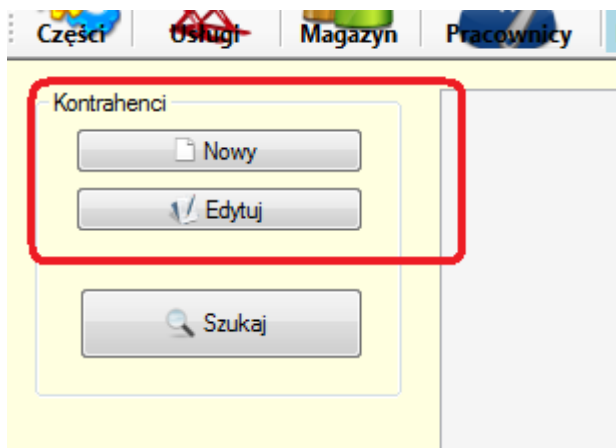 Części Usługi Magazyn Pracownicy
Kontrahenci
Nowy
Edytuj
Szukaj